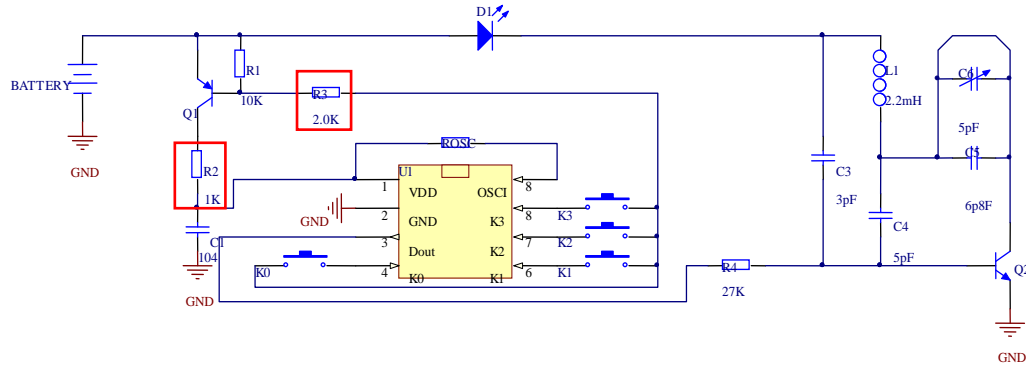 D1
BATTERY
R1
10K
Q1
R3
2.0K
GND
R2
1K
C1
104
GND
ROSC
U1
1
VDD
OSCI
8
GND
2
GND
K3
8
K3
3
Dout
K2
7
K2
K0
4
K0
K1
6
K1
R4
27K
C3
3pF
L1
2.2mH
C4
5pF
C6
5pF
C5
6p8F
Q2
GND